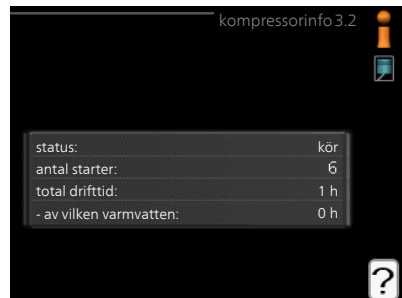 kompressorinfo 3.2
status: kör
antal starter: 6
total drifttid: 1 h
- av vilken varmvatten: 0 h
?